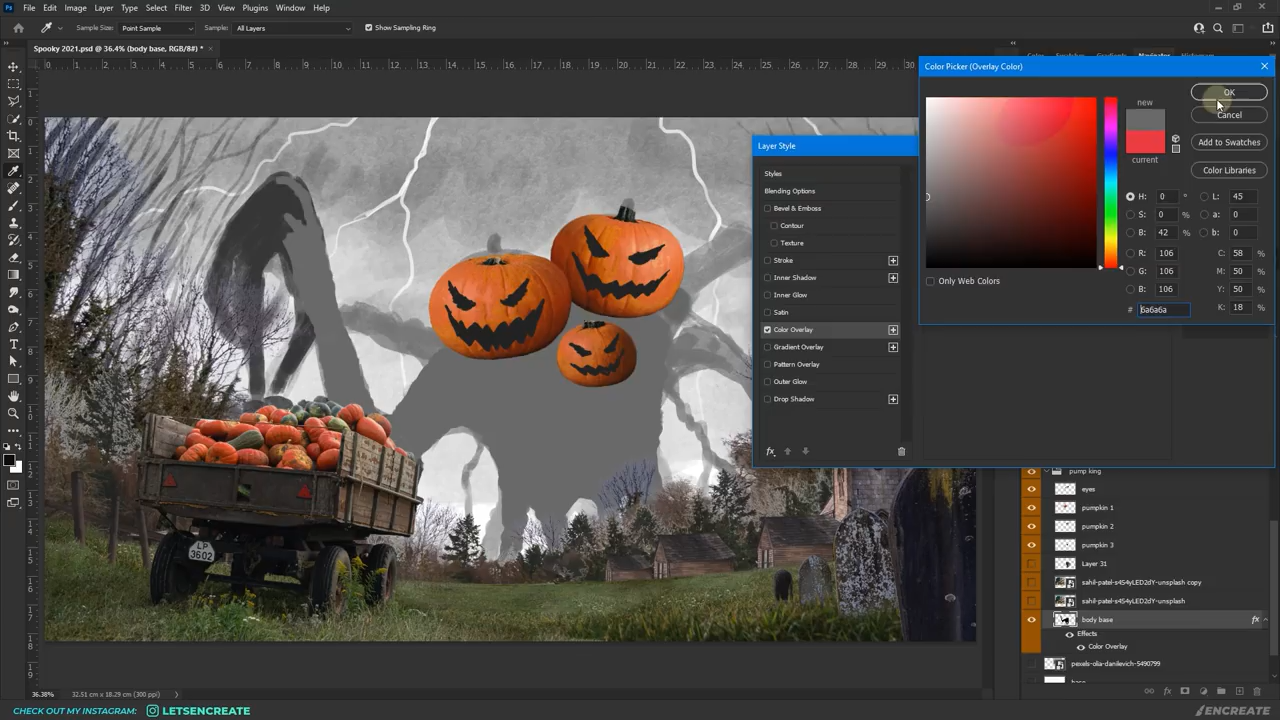 File Edit Image Layer Type Select Filter 3D View Plugins Window Help
Sample Size: Point Sample Sample: All Layers Show Sampling Ring
Spooky 2021.psd @ 36.4% (body base, RGB/8#) *
Color Picker (Overlay Color)
new
current
OK
Cancel
Add to Swatches
Color Libraries
H: 0 °
S: 0 %
B: 42 %
R: 106
G: 106
B: 106
# 6a6a6a
L: 45
a: 0
b: 0
C: 58 %
M: 50 %
Y: 50 %
K: 18 %
Only Web Colors
Layer Style
Styles
Blending Options
Bevel & Emboss
Contour
Texture
Stroke
Inner Shadow
Inner Glow
Satin
Color Overlay
Gradient Overlay
Pattern Overlay
Outer Glow
Drop Shadow
fx
LP
3602
pump king
eyes
pumpkin 1
pumpkin 2
pumpkin 3
Layer 31
sahil-patel-s4S4yLED2dY-unsplash copy
sahil-patel-s4S4yLED2dY-unsplash
body base fx
Effects
Color Overlay
pexels-olia-danilevich-5490799
base
36.38% 32.51 cm x 18.29 cm (300 ppi)
CHECK OUT MY INSTAGRAM: LETSENCREATE
ENCREATE